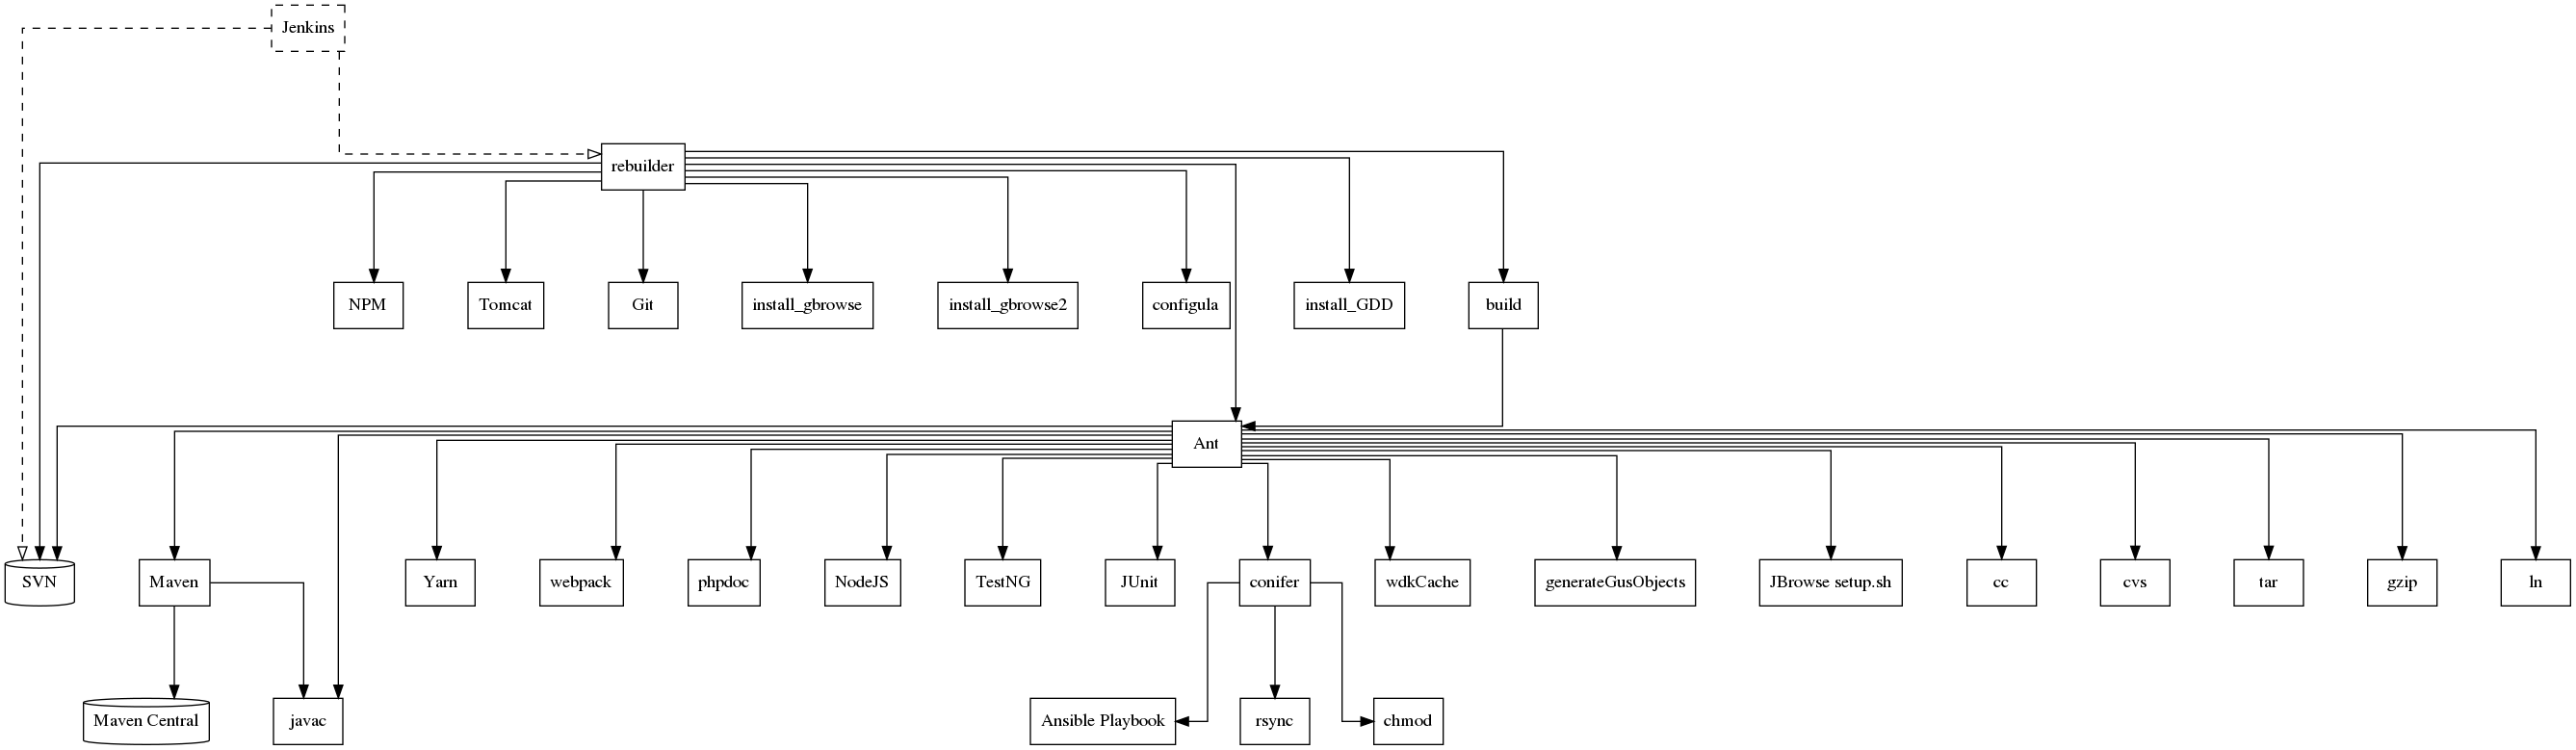 Jenkins
rebuilder
NPM
Tomcat
Git
install_gbrowse
install_gbrowse2
configula
install_GDD
build
Ant
SVN
Maven
Yarn
webpack
phpdoc
NodeJS
TestNG
JUnit
conifer
wdkCache
generateGusObjects
JBrowse setup.sh
cc
cvs
tar
gzip
ln
Maven Central
javac
Ansible Playbook
rsync
chmod